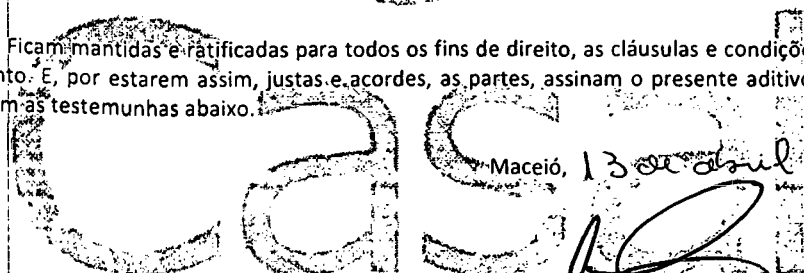 Ficam mantidas e ratificadas para todos os fins de direito, as cláusulas e condiçõ
nto. E, por estarem assim, justas e acordes, as partes, assinam o presente aditivo
m as testemunhas abaixo.
Maceió, 13 de abril
casal